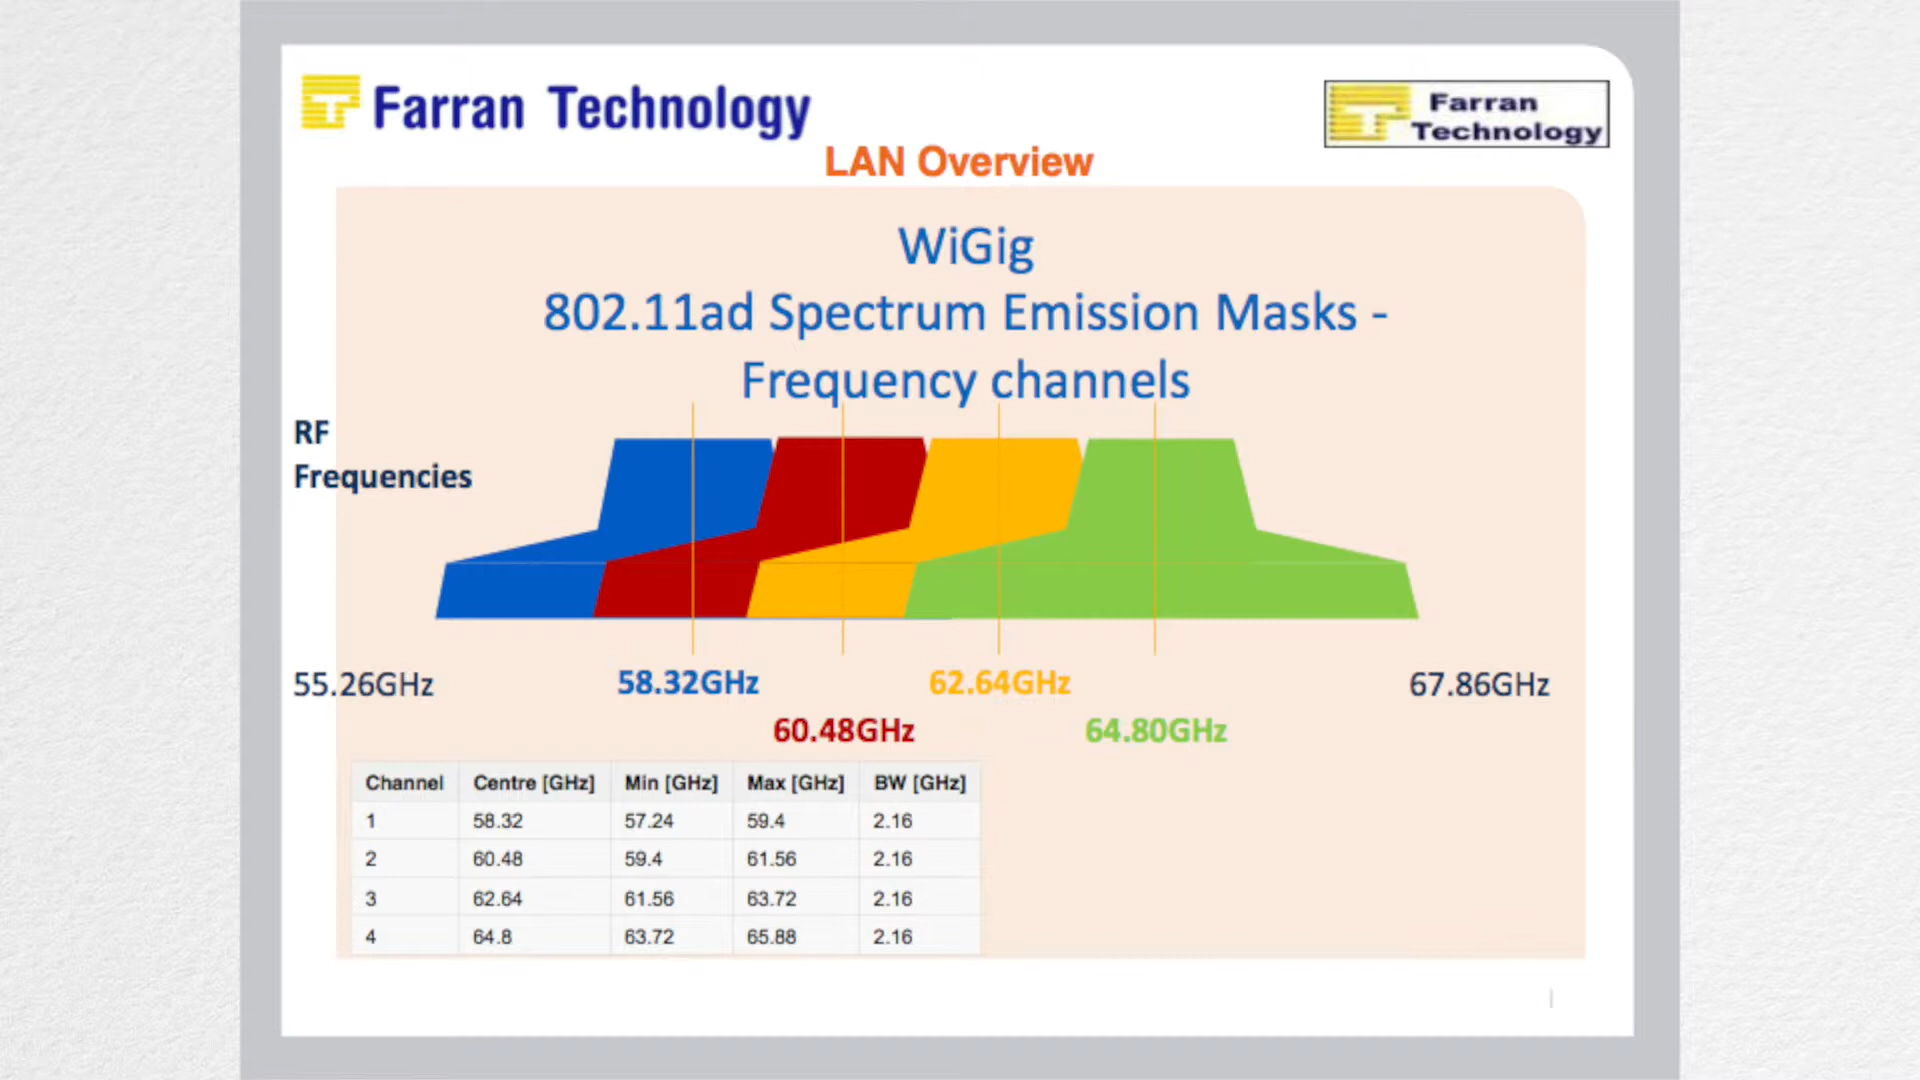 Farran Technology
Farran
Technology
LAN Overview
WiGig
802.11ad Spectrum Emission Masks -
Frequency channels
RF
Frequencies
55.26GHz 58.32GHz 62.64GHz 67.86GHz
60.48GHz 64.80GHz
Channel Centre [GHz] Min [GHz] Max [GHz] BW [GHz]
1 58.32 57.24 59.4 2.16
2 60.48 59.4 61.56 2.16
3 62.64 61.56 63.72 2.16
4 64.8 63.72 65.88 2.16